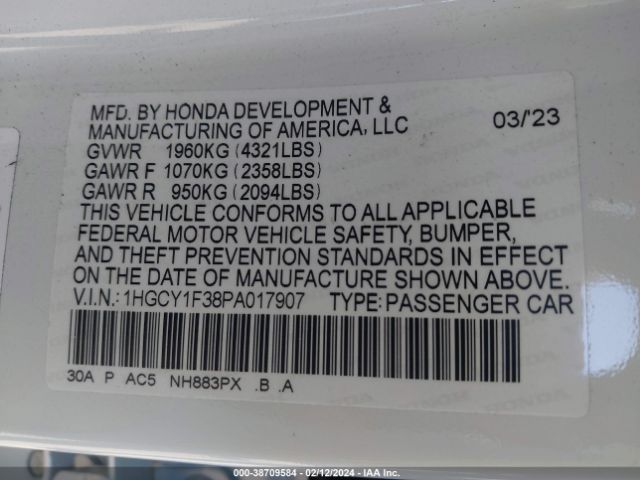 MFD. BY HONDA DEVELOPMENT &
MANUFACTURING OF AMERICA, LLC 03/'23
GVWR 1960KG (4321LBS)
GAWR F 1070KG (2358LBS)
GAWR R 950KG (2094LBS)
THIS VEHICLE CONFORMS TO ALL APPLICABLE
FEDERAL MOTOR VEHICLE SAFETY, BUMPER,
AND THEFT PREVENTION STANDARDS IN EFFECT
ON THE DATE OF MANUFACTURE SHOWN ABOVE.
V.I.N.: 1HGCY1F38PA017907 TYPE: PASSENGER CAR
30A P AC5 NH883PX .B .A
000-38709584 - 02/12/2024 - IAA Inc.